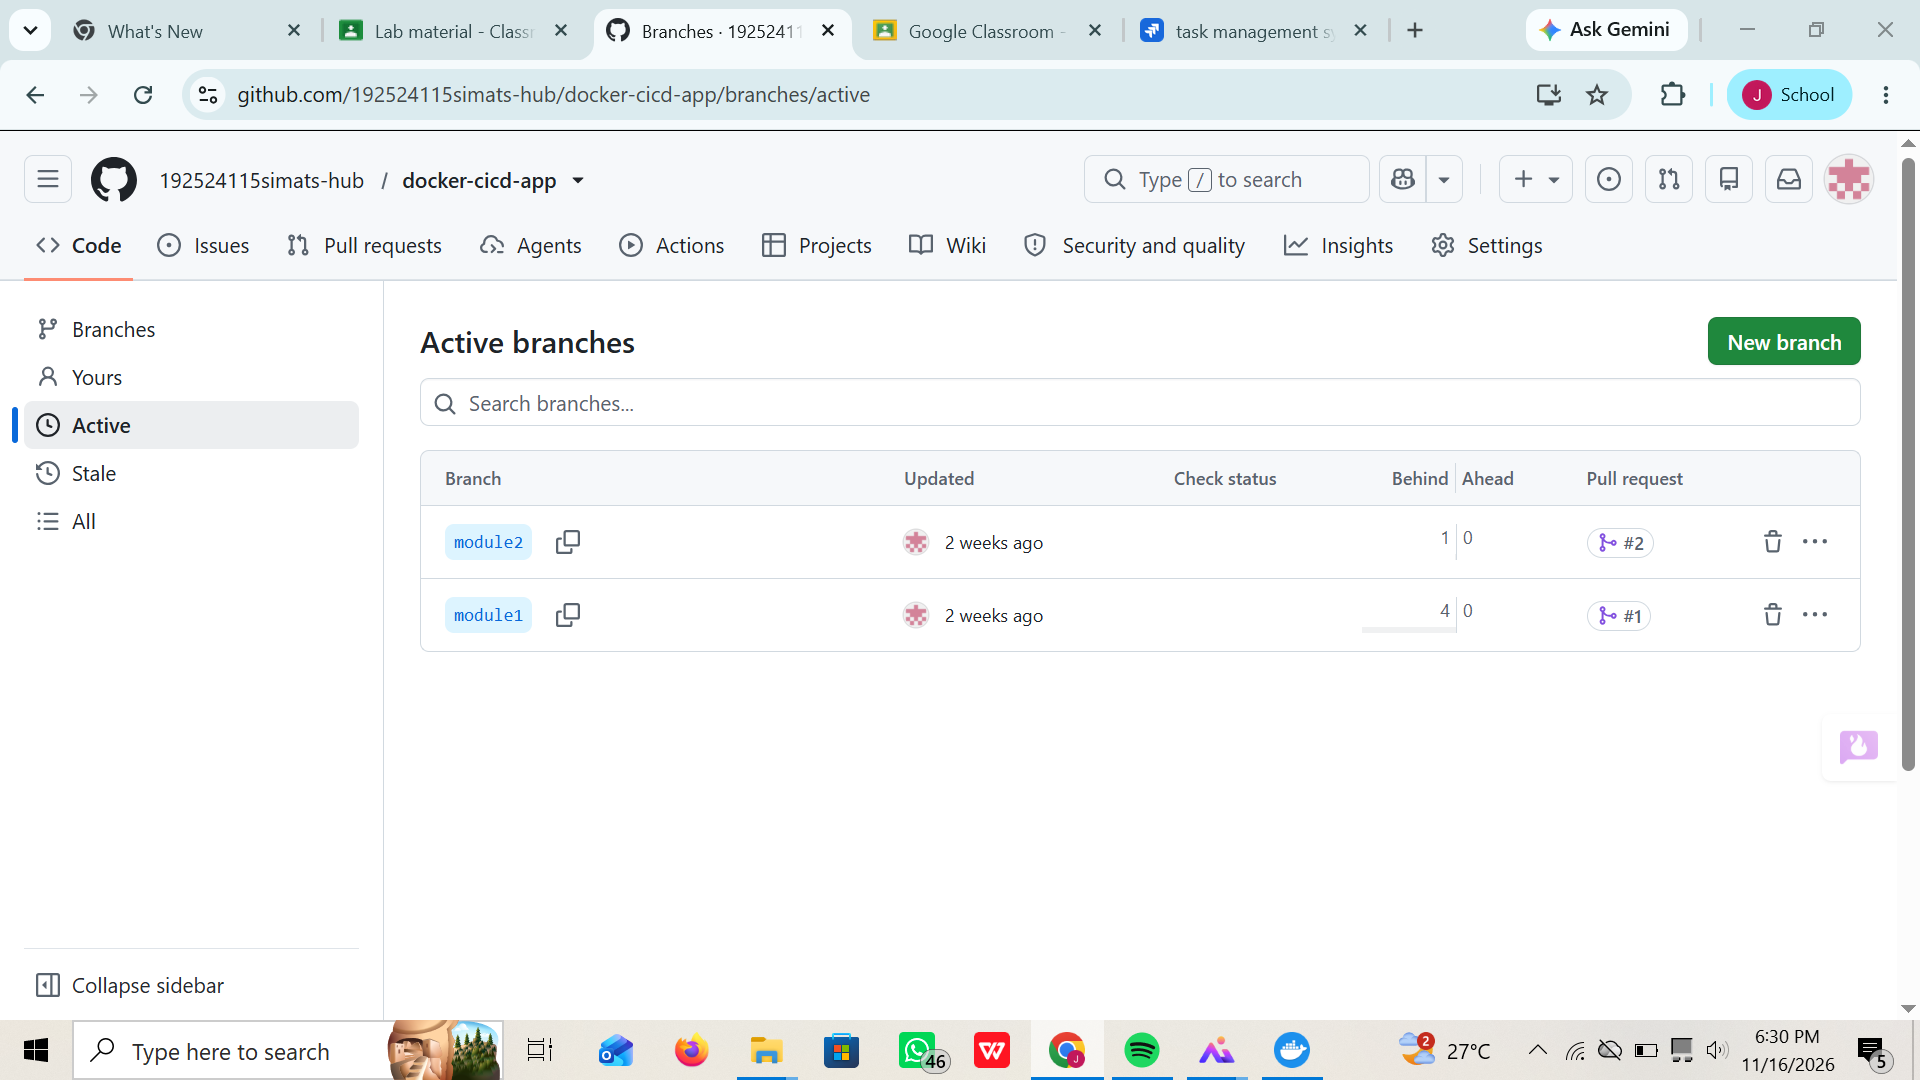 What's New
Lab material - Classr
Branches · 19252411
Google Classroom -
task management sy
Ask Gemini
github.com/192524115simats-hub/docker-cicd-app/branches/active
J
School
192524115simats-hub / docker-cicd-app
Type / to search
Code
Issues
Pull requests
Agents
Actions
Projects
Wiki
Security and quality
Insights
Settings
Branches
Yours
Active
Stale
All
Collapse sidebar
Active branches
New branch
Search branches...
Branch Updated Check status Behind Ahead Pull request
module2 2 weeks ago 1 0 #2
module1 2 weeks ago 4 0 #1
Type here to search
46
J
2
27°C
6:30 PM
11/16/2026
5